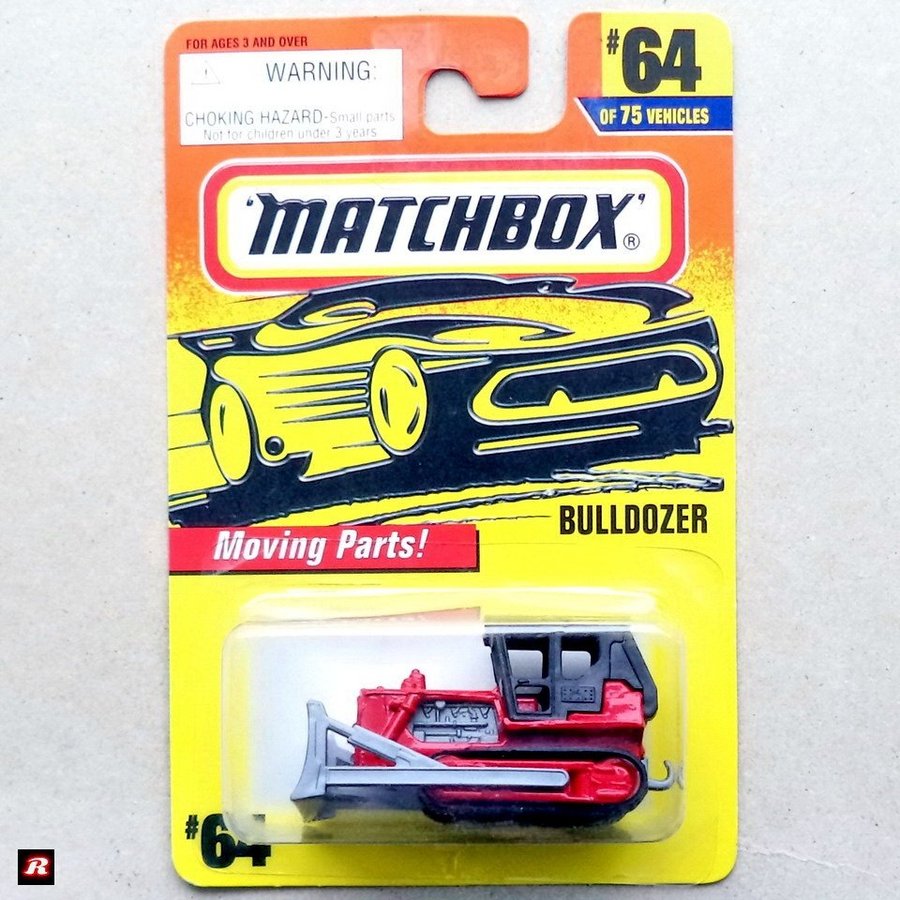 FOR AGES 3 AND OVER
WARNING:
CHOKING HAZARD-Small parts
Not for children under 3 years
#64
OF 75 VEHICLES
'MATCHBOX'
®
BULLDOZER
Moving Parts!
#64
R